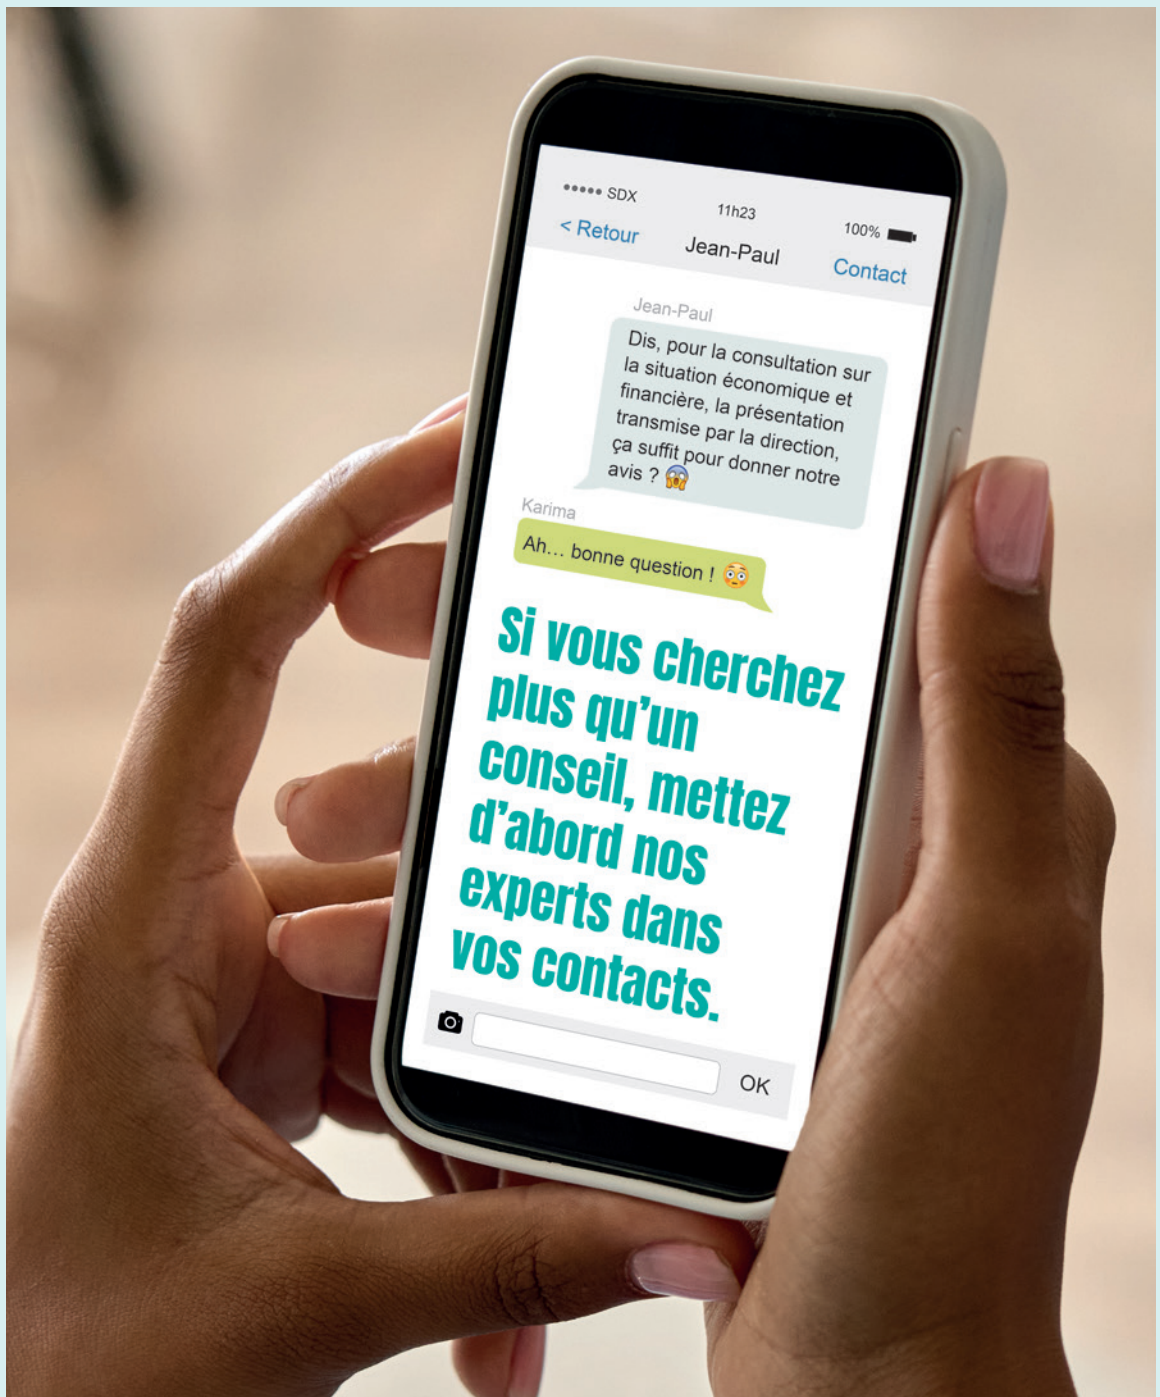 ••••• SDX 11h23 100%
< Retour Jean-Paul Contact
Jean-Paul
Dis, pour la consultation sur
la situation économique et
financière, la présentation
transmise par la direction,
ça suffit pour donner notre
avis ? 😱
Karima
Ah… bonne question ! 😳
Si vous cherchez
plus qu’un
conseil, mettez
d’abord nos
experts dans
vos contacts.
OK